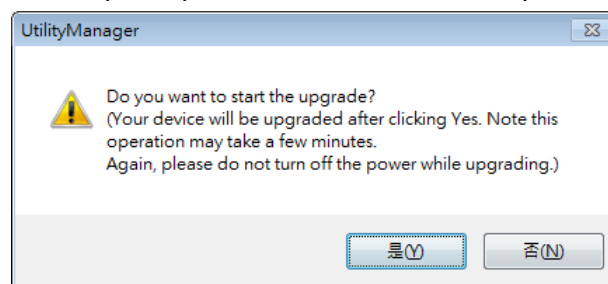 UtilityManager
Do you want to start the upgrade?
(Your device will be upgraded after clicking Yes. Note this
operation may take a few minutes.
Again, please do not turn off the power while upgrading.)
是(Y)
否(N)